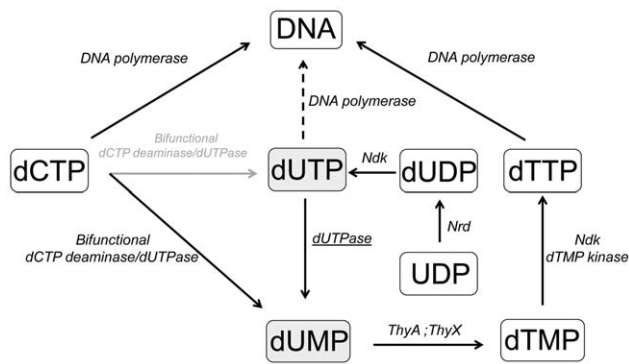 DNA
DNA polymerase
DNA polymerase
DNA polymerase
Bifunctional
dCTP deaminase/dUTPase
dCTP
dUTP
Ndk
dUDP
dTTP
Bifunctional
dCTP deaminase/dUTPase
dUTPase
Nrd
Ndk
dTMP kinase
UDP
dUMP
ThyA ;ThyX
dTMP